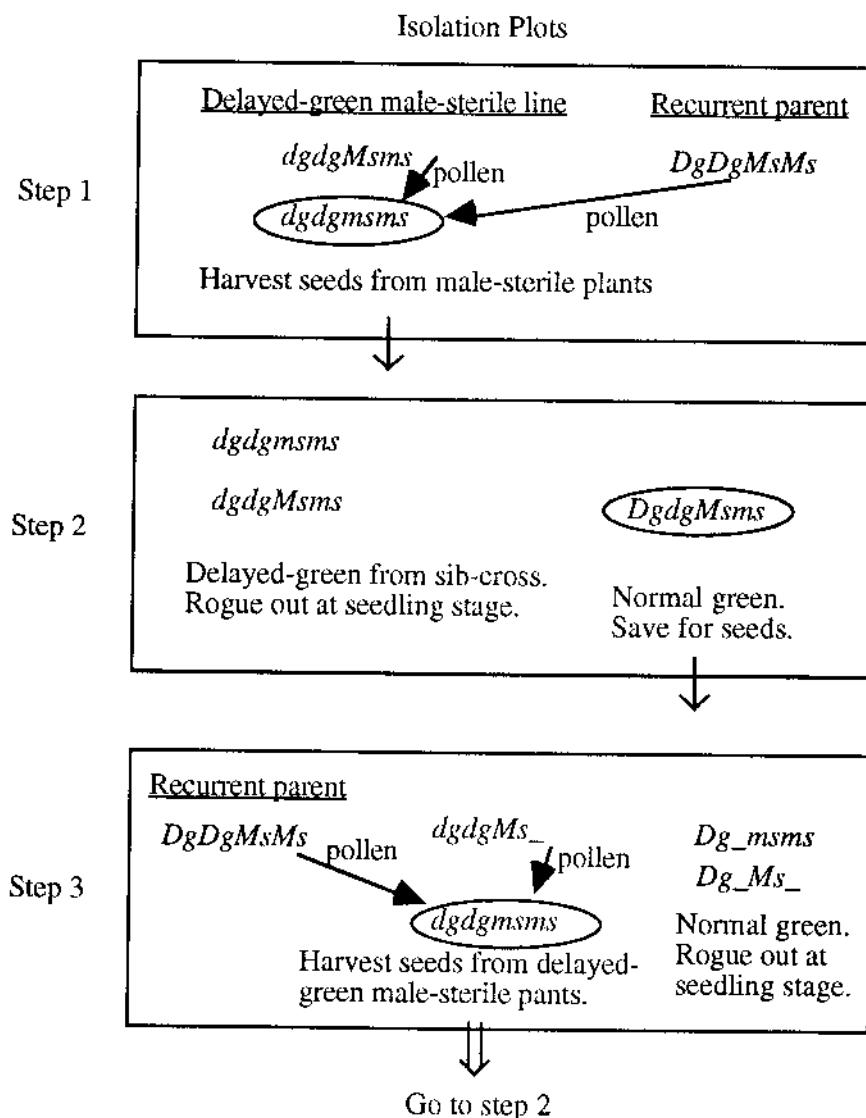 Isolation Plots
Delayed-green male-sterile line
Recurrent parent
dgdgMsms
pollen
DgDgMsMs
Step 1
dgdgmsms
pollen
Harvest seeds from male-sterile plants
dgdgmsms
dgdgMsms
DgdgMsms
Step 2
Delayed-green from sib-cross.
Rogue out at seedling stage.
Normal green.
Save for seeds.
Recurrent parent
DgDgMsMs
pollen
dgdgMs_
pollen
Dg_msms
Dg_Ms_
Step 3
dgdgmsms
Harvest seeds from delayed-
green male-sterile pants.
Normal green.
Rogue out at
seedling stage.
Go to step 2